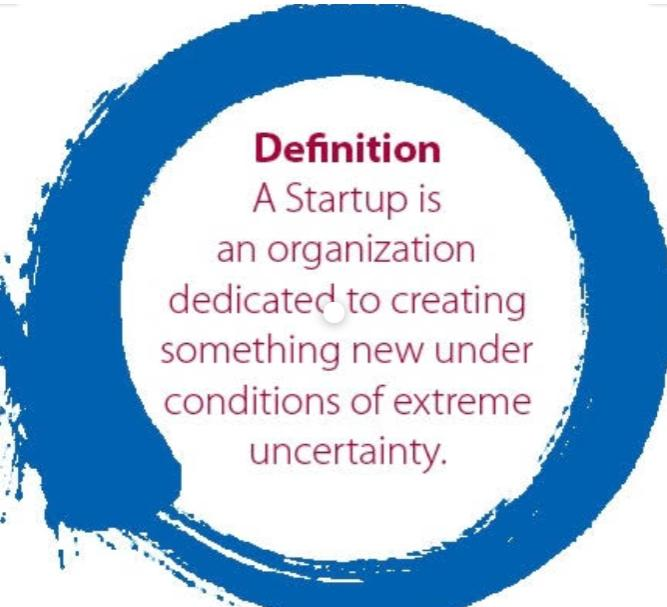 Definition
A Startup is
an organization
dedicated to creating
something new under
conditions of extreme
uncertainty.